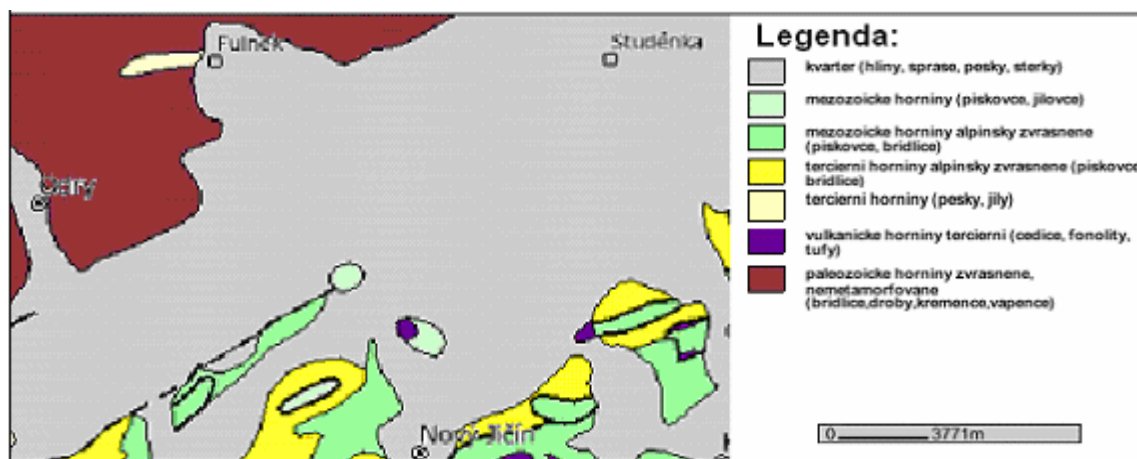 Fulnek
Studénka
Odry
Nový Jičín
Legenda:
kvarter (hliny, sprase, pesky, sterky)
mezozoicke horniny (piskovce, jilovce)
mezozoicke horniny alpinsky zvrasnene
(piskovce, bridlice)
tercierni horniny alpinsky zvrasnene (piskovce
bridlice)
tercierni horniny (pesky, jily)
vulkanicke horniny tercierni (cedice, fonolity,
tufy)
paleozoicke horniny zvrasnene,
nemetamorfovane
(bridlice,droby,kremence,vapence)
0 3771m